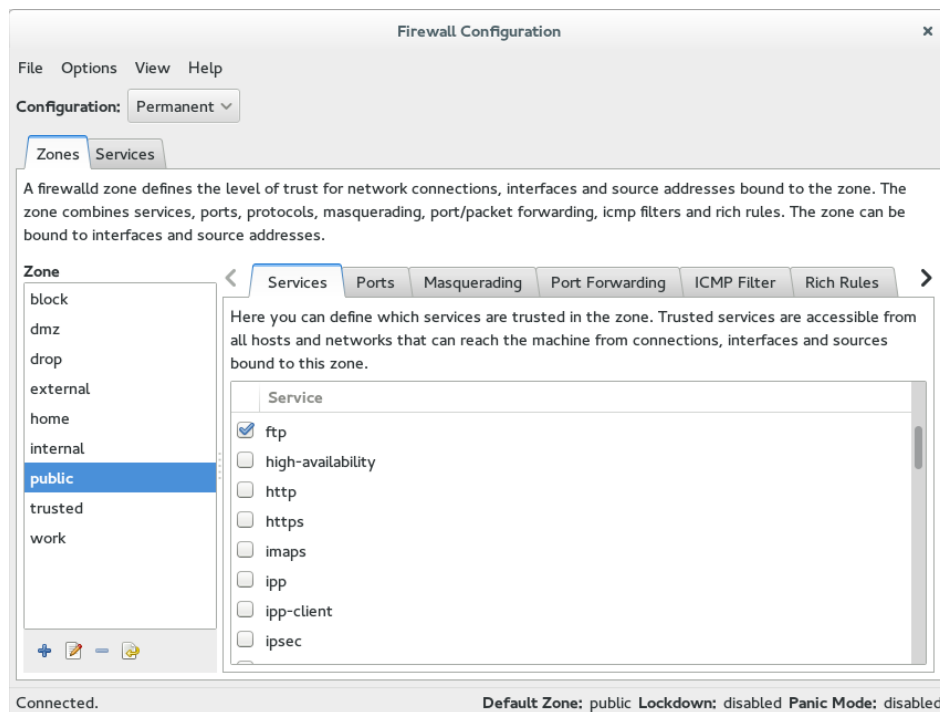 Firewall Configuration
File Options View Help
Configuration: Permanent
Zones Services
A firewalld zone defines the level of trust for network connections, interfaces and source addresses bound to the zone. The
zone combines services, ports, protocols, masquerading, port/packet forwarding, icmp filters and rich rules. The zone can be
bound to interfaces and source addresses.
Zone
block
dmz
drop
external
home
internal
public
trusted
work
Services Ports Masquerading Port Forwarding ICMP Filter Rich Rules
Here you can define which services are trusted in the zone. Trusted services are accessible from
all hosts and networks that can reach the machine from connections, interfaces and sources
bound to this zone.
Service
ftp
high-availability
http
https
imaps
ipp
ipp-client
ipsec
Connected.
Default Zone: public Lockdown: disabled Panic Mode: disabled